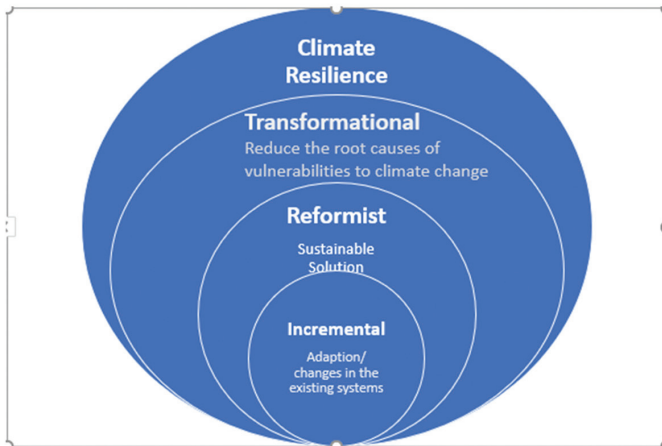 Climate
Resilience
Transformational
Reduce the root causes of
vulnerabilities to climate change
Reformist
Sustainable
Solution
Incremental
Adaption/
changes in the
existing systems